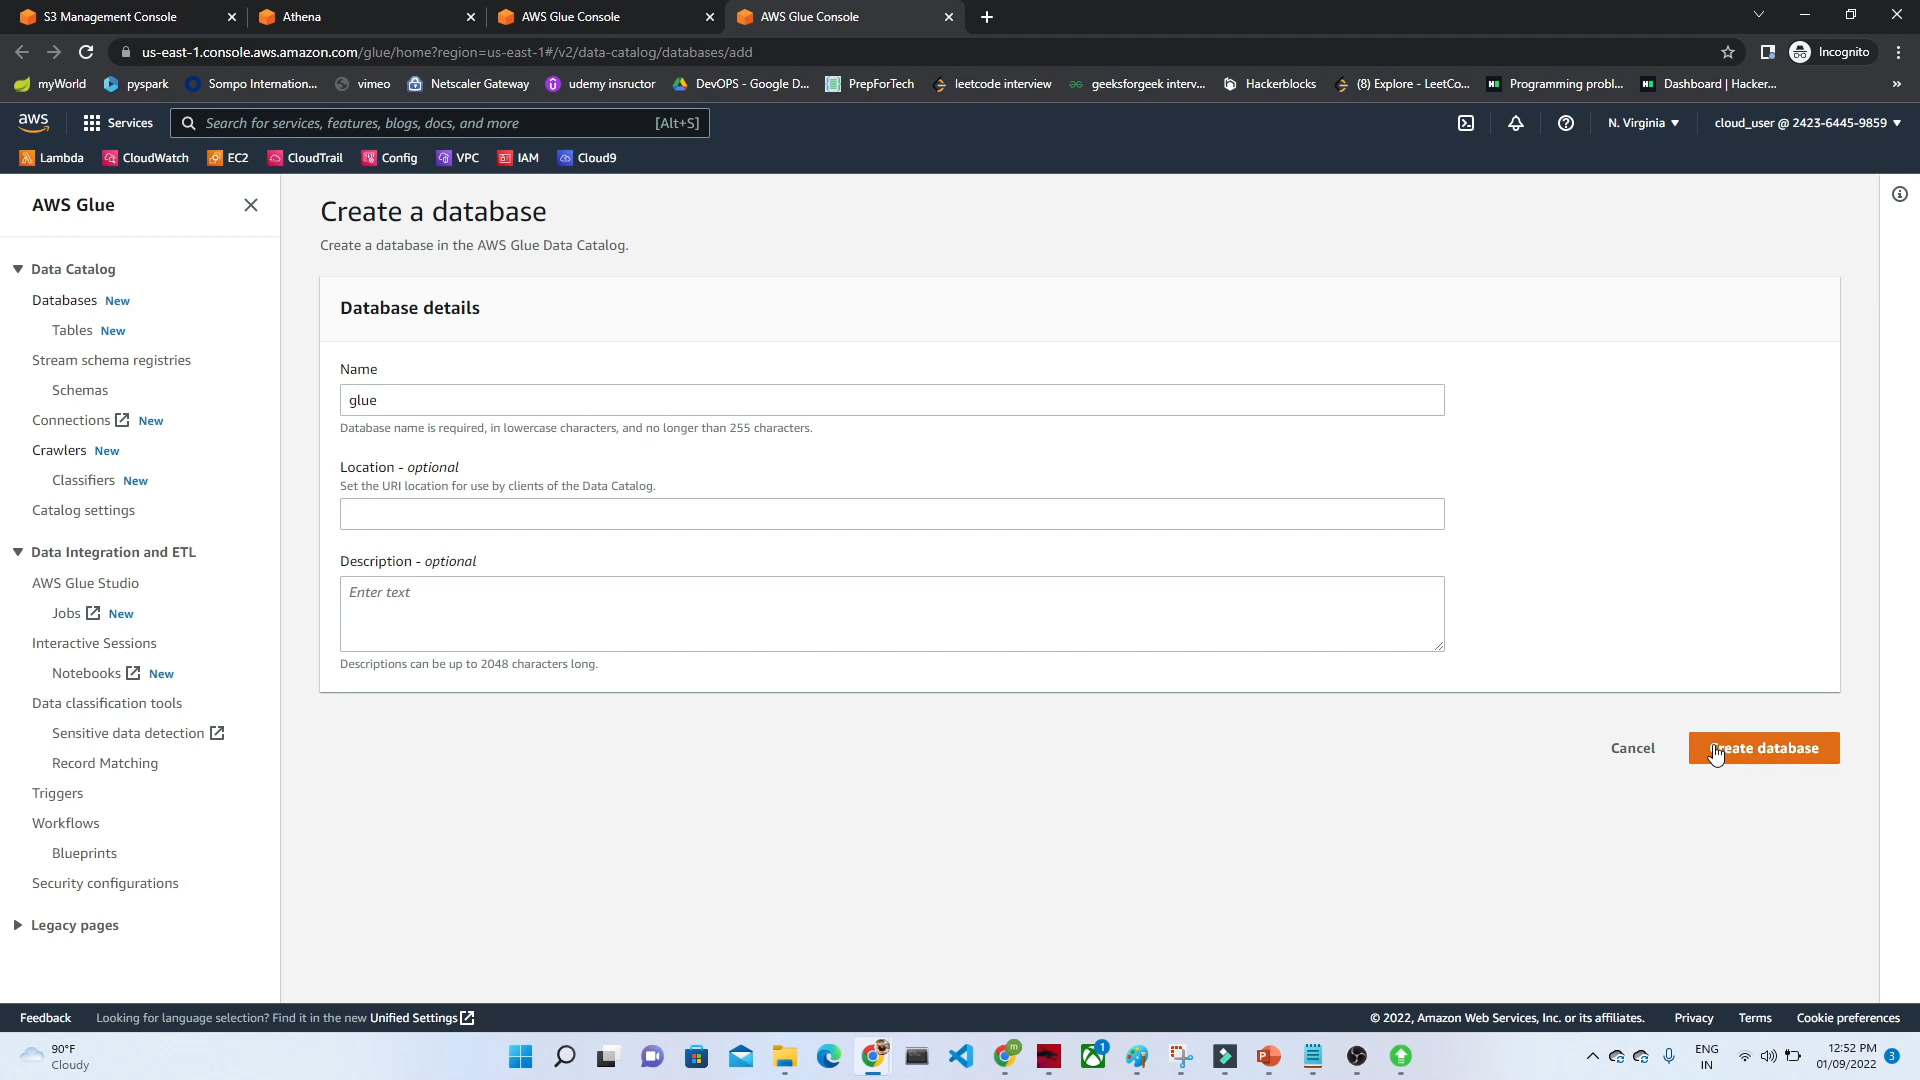 S3 Management Console
Athena
AWS Glue Console
AWS Glue Console
us-east-1.console.aws.amazon.com/glue/home?region=us-east-1#/v2/data-catalog/databases/add
Incognito
myWorld
pyspark
Sompo Internation...
vimeo
Netscaler Gateway
udemy insructor
DevOPS - Google D...
PrepForTech
leetcode interview
geeksforgeek interv...
Hackerblocks
(8) Explore - LeetCo...
Programming probl...
Dashboard | Hacker...
»
aws
Services
Search for services, features, blogs, docs, and more
[Alt+S]
N. Virginia
cloud_user @ 2423-6445-9859
Lambda
CloudWatch
EC2
CloudTrail
Config
VPC
IAM
Cloud9
AWS Glue
Data Catalog
Databases New
Tables New
Stream schema registries
Schemas
Connections New
Crawlers New
Classifiers New
Catalog settings
Data Integration and ETL
AWS Glue Studio
Jobs New
Interactive Sessions
Notebooks New
Data classification tools
Sensitive data detection
Record Matching
Triggers
Workflows
Blueprints
Security configurations
Legacy pages
Create a database
Create a database in the AWS Glue Data Catalog.
Database details
Name
glue
Database name is required, in lowercase characters, and no longer than 255 characters.
Location - optional
Set the URI location for use by clients of the Data Catalog.
Description - optional
Enter text
Descriptions can be up to 2048 characters long.
Cancel
Create database
Feedback
Looking for language selection? Find it in the new Unified Settings
© 2022, Amazon Web Services, Inc. or its affiliates.
Privacy
Terms
Cookie preferences
90°F
Cloudy
m
1
ENG
IN
12:52 PM
01/09/2022
3